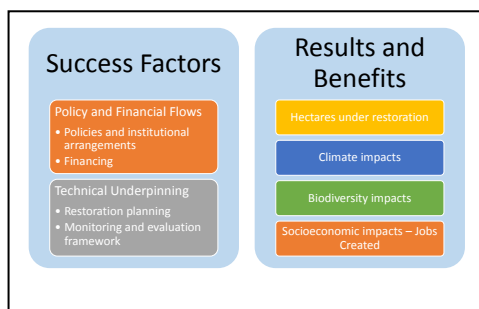 Success Factors
Policy and Financial Flows
• Policies and institutional
arrangements
• Financing
Technical Underpinning
• Restoration planning
• Monitoring and evaluation
framework
Results and
Benefits
Hectares under restoration
Climate impacts
Biodiversity impacts
Socioeconomic impacts – Jobs
Created